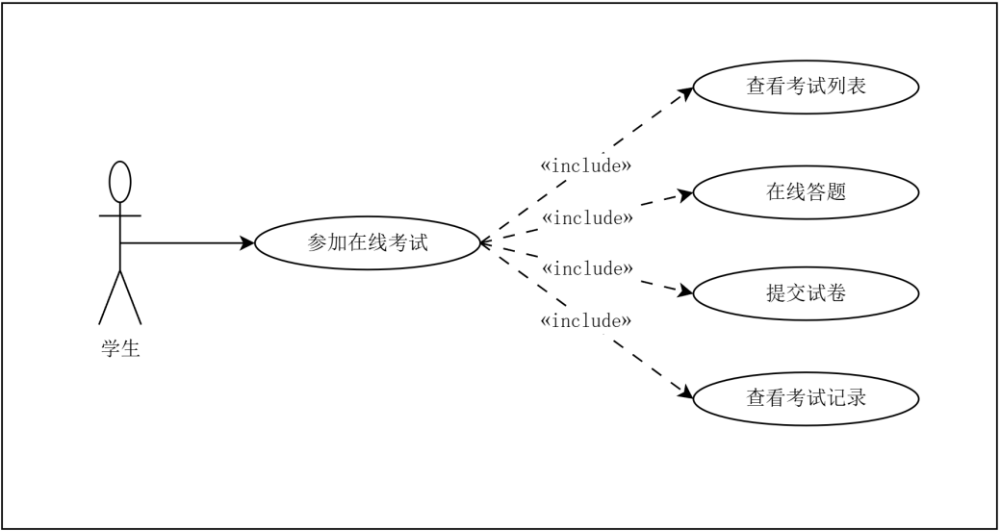 查看考试列表
«include»
在线答题
«include»
参加在线考试
«include»
提交试卷
«include»
学生
查看考试记录